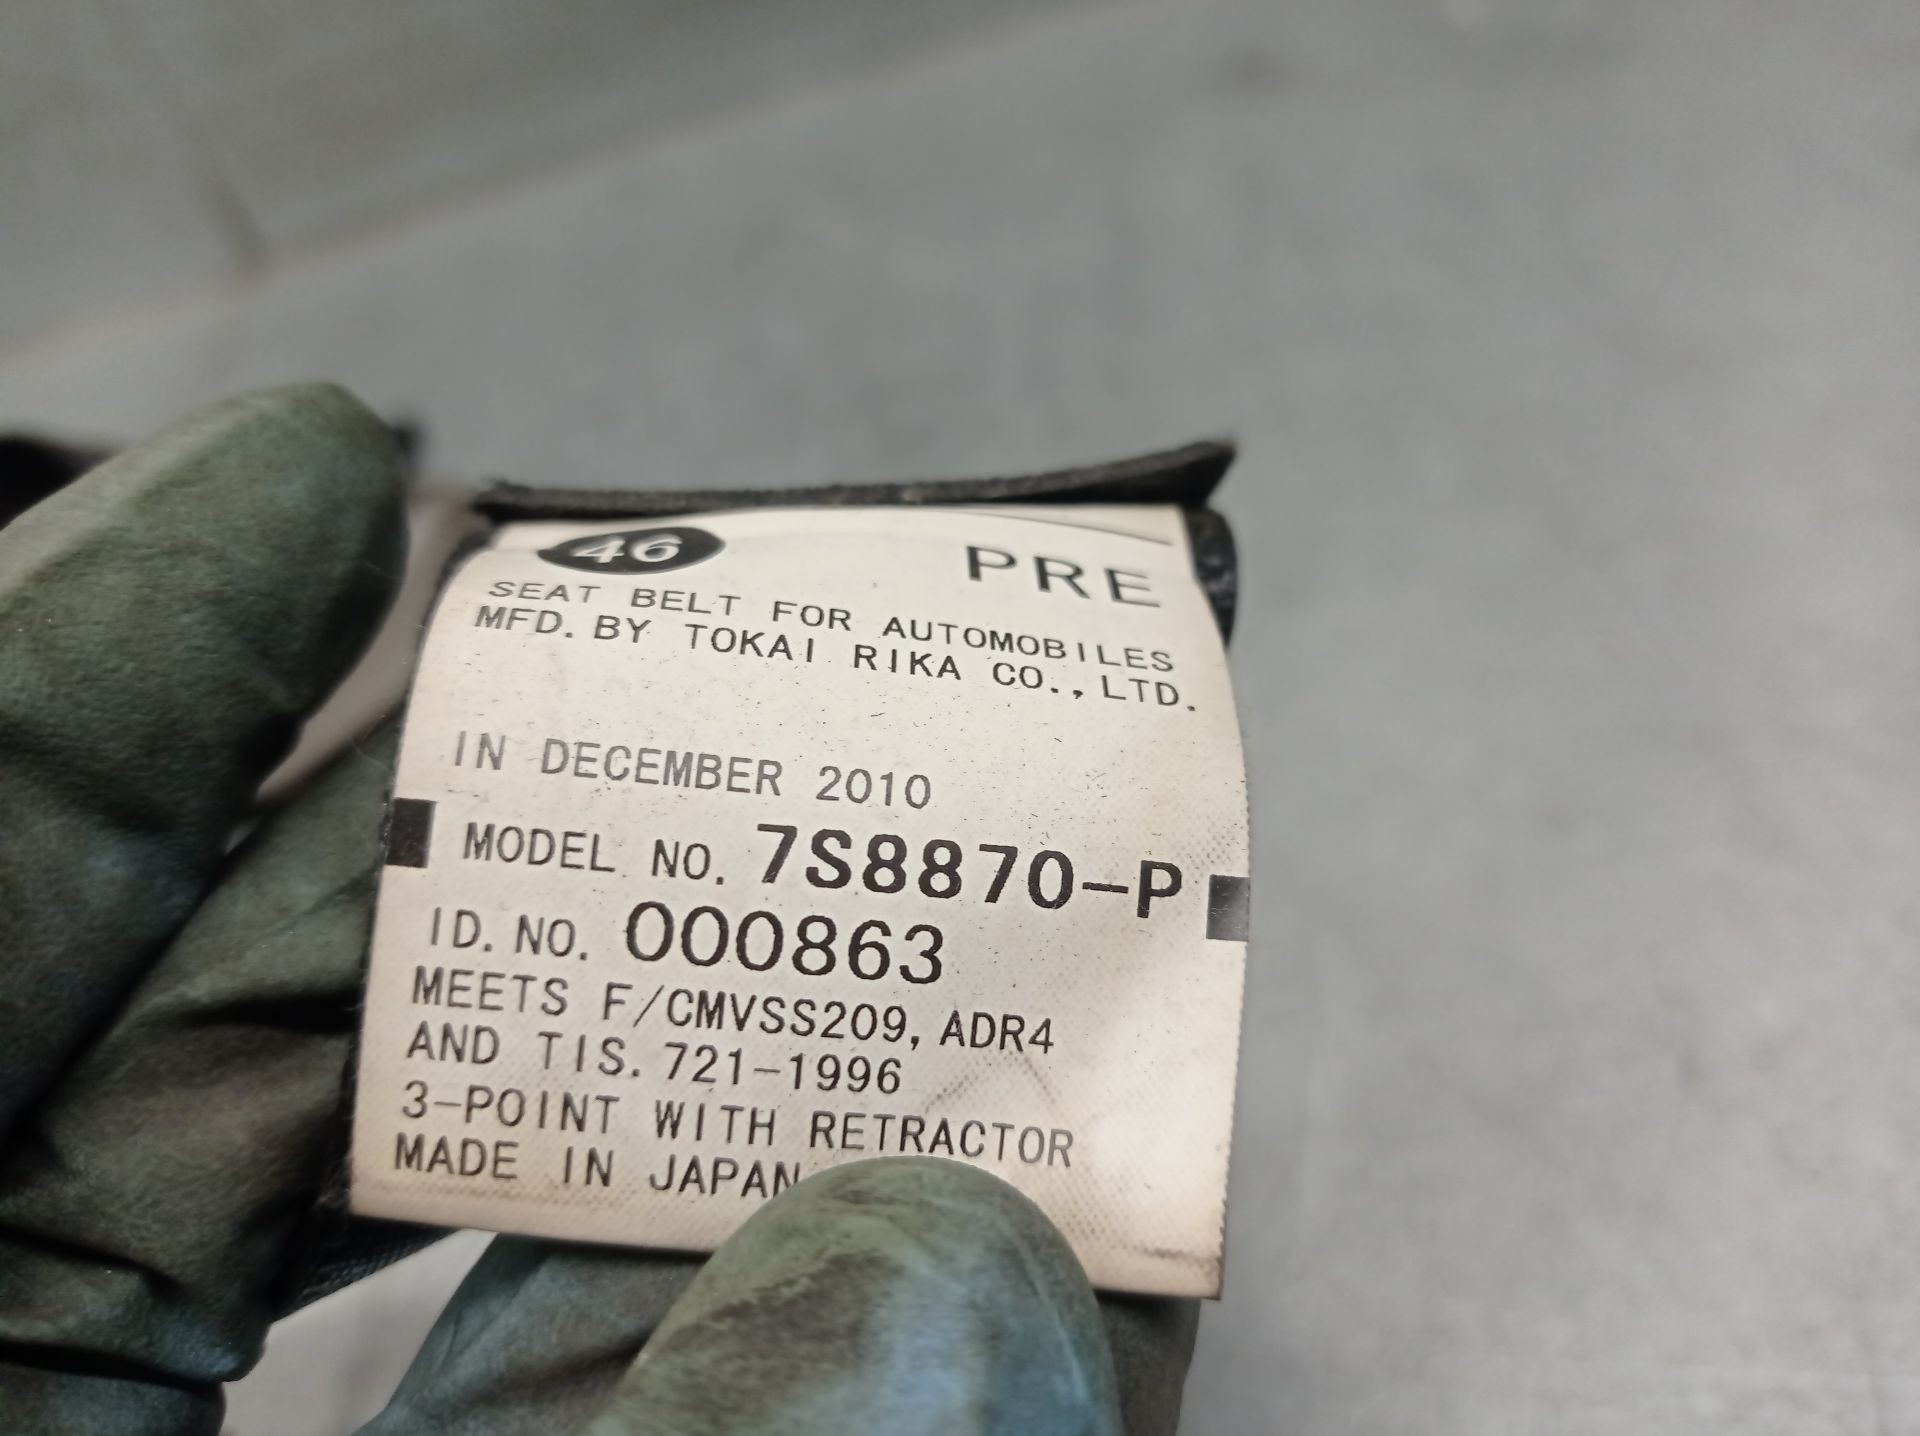 46 PRE
SEAT BELT FOR AUTOMOBILES
MFD. BY TOKAI RIKA CO., LTD.
IN DECEMBER 2010
MODEL NO. 7S8870-P
ID. NO. 000863
MEETS F/CMVSS209, ADR4
AND TIS. 721-1996
3-POINT WITH RETRACTOR
MADE IN JAPAN